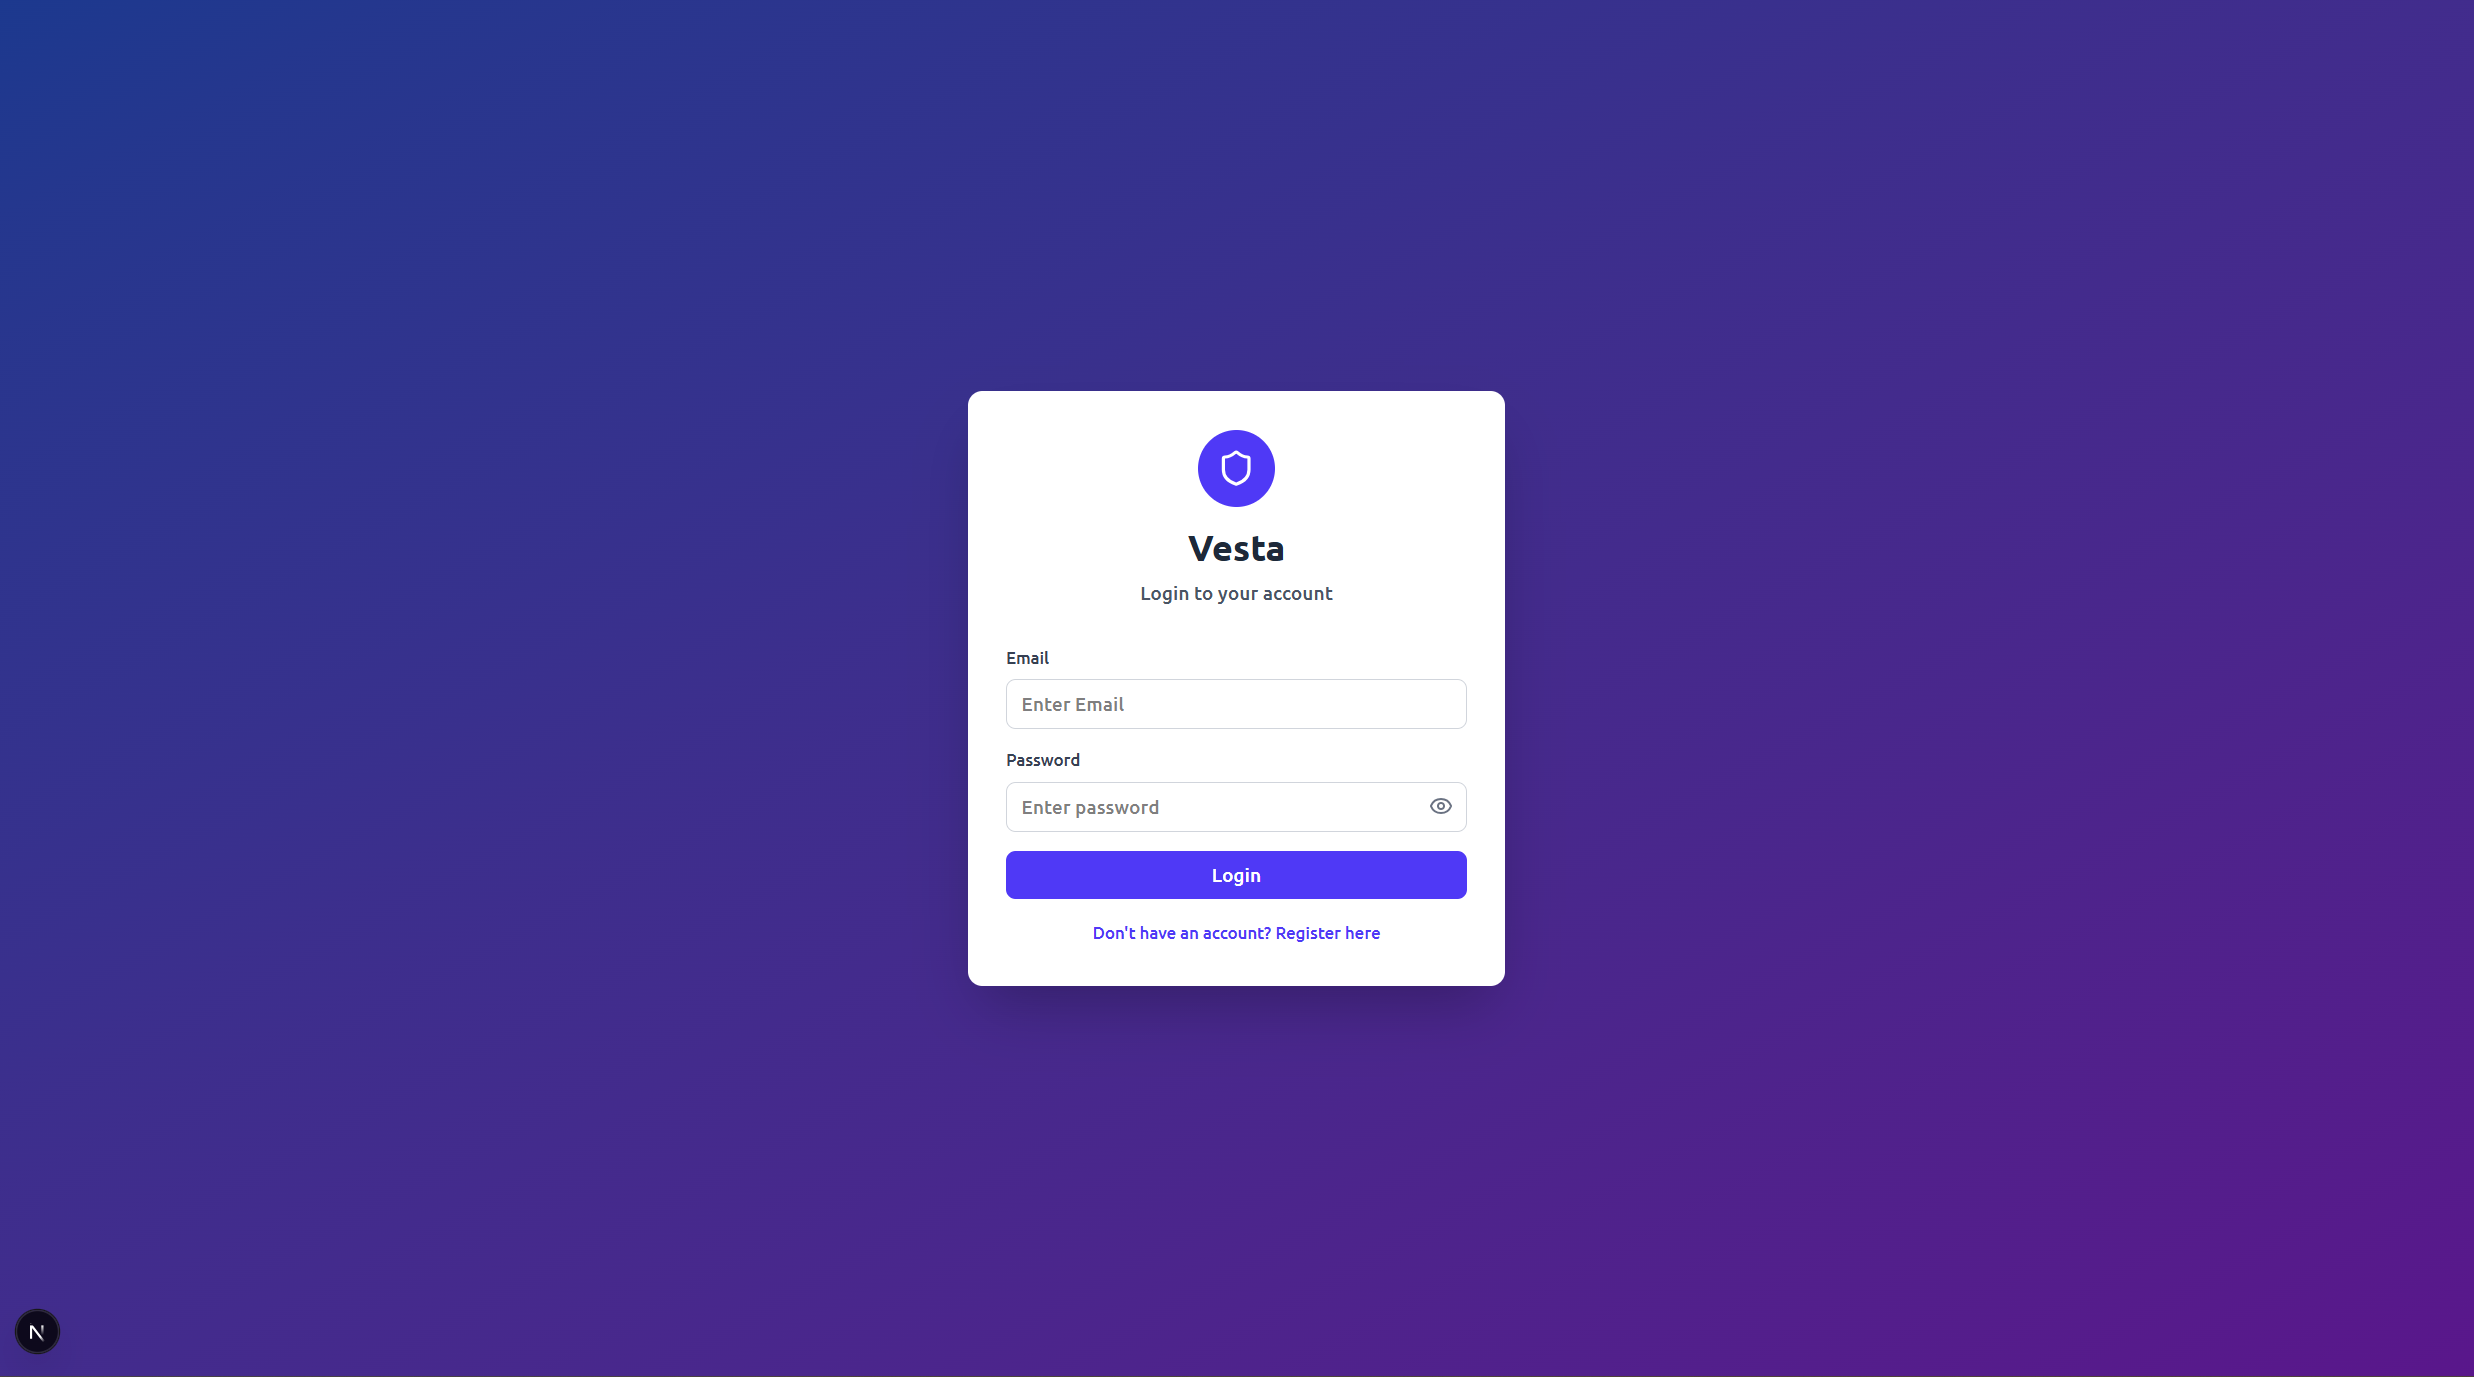 Vesta
Login to your account
Email
Enter Email
Password
Enter password
Login
Don't have an account? Register here
N